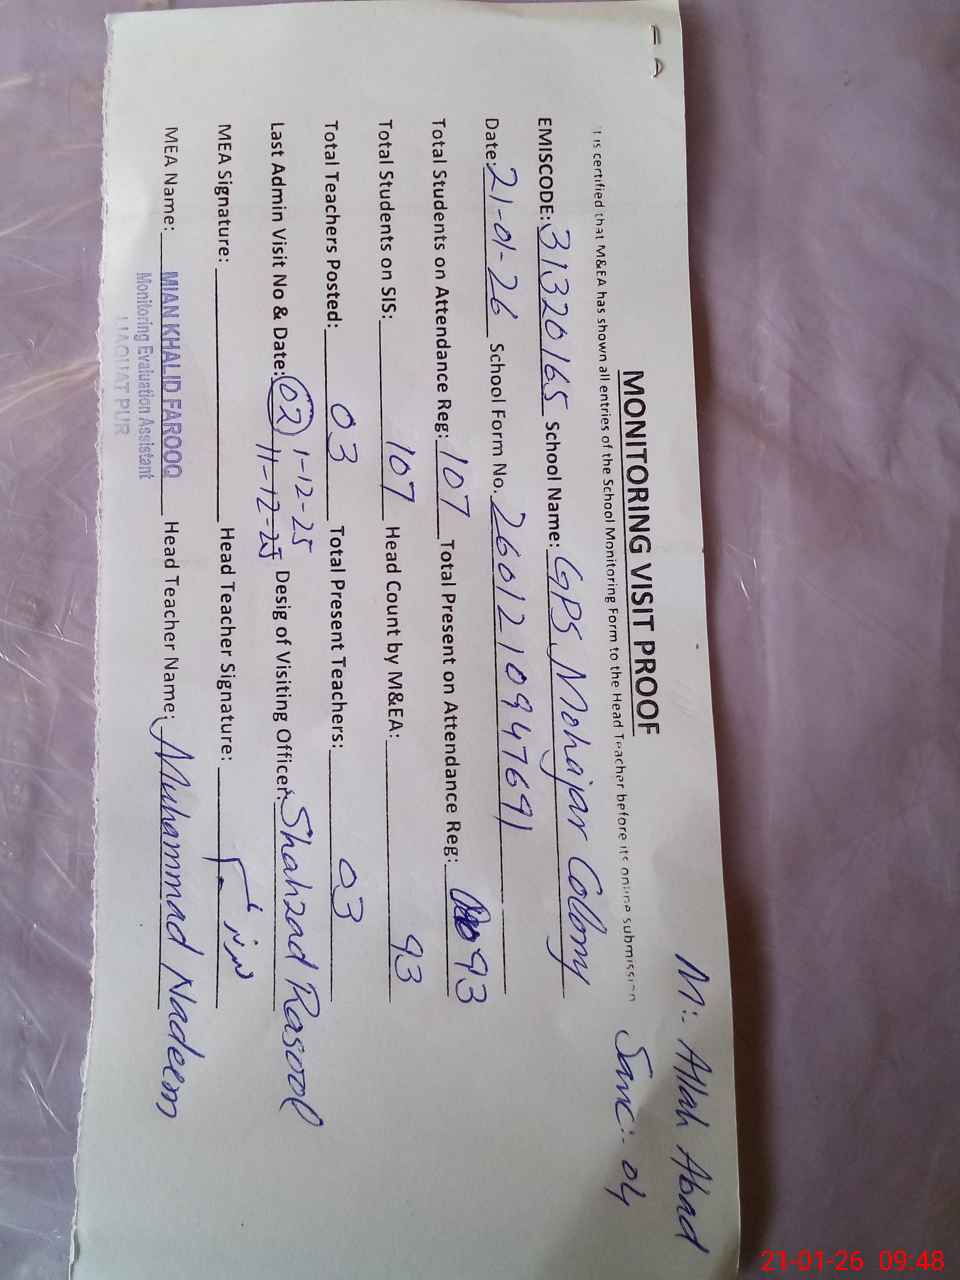 M:- Allah Abad
Sanc:- 04
MONITORING VISIT PROOF
It is certified that M&EA has shown all entries of the School Monitoring Form to the Head Teacher before its online submission
EMISCODE: 31320165 School Name: GPS Mohajar Colony
Date: 21-01-26 School Form No. 2601210947691
Total Students on Attendance Reg: 107 Total Present on Attendance Reg: 93
Total Students on SIS: 107 Head Count by M&EA: 93
Total Teachers Posted: 03 Total Present Teachers: 03
Last Admin Visit No & Date: 02 1-12-25 Desig of Visiting Officer: Shahzad Rasool
11-12-25
MEA Signature: Head Teacher Signature:
MEA Name: MIAN KHALID FAROOQ Head Teacher Name: Muhammad Nadeem
Monitoring Evaluation Assistant
LIAQUAT PUR
21-01-26 09:48